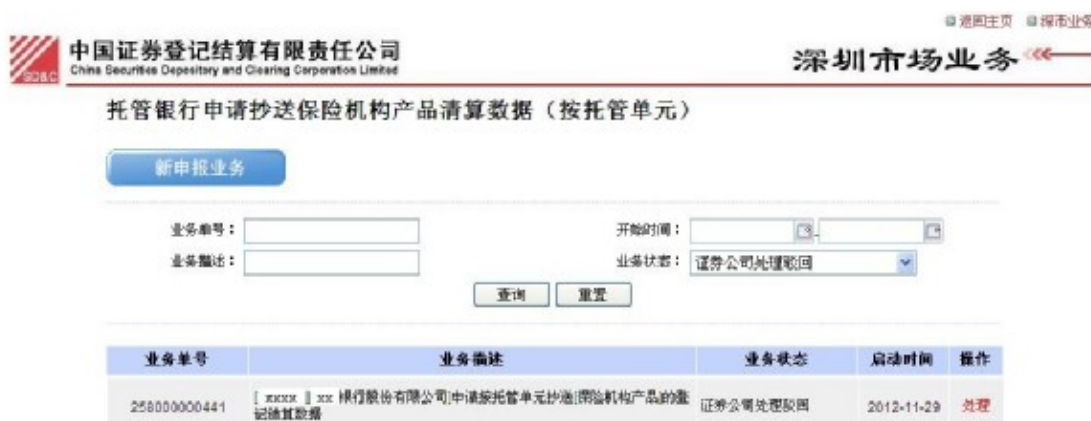 返回主页 深市业务
中国证券登记结算有限责任公司
China Securities Depository and Clearing Corporation Limited
SD&C
深圳市场业务
托管银行申请抄送保险机构产品清算数据（按托管单元）
新申报业务
业务单号： 开始时间： -
业务描述： 业务状态： 证券公司处理驳回
查询 重置
业务单号 业务描述 业务状态 启动时间 操作
258000000441 [ xxxx ] xx 银行股份有限公司]申请按托管单元抄送[保险机构产品]的登 证券公司处理驳回 2012-11-29 处理
记结算数据